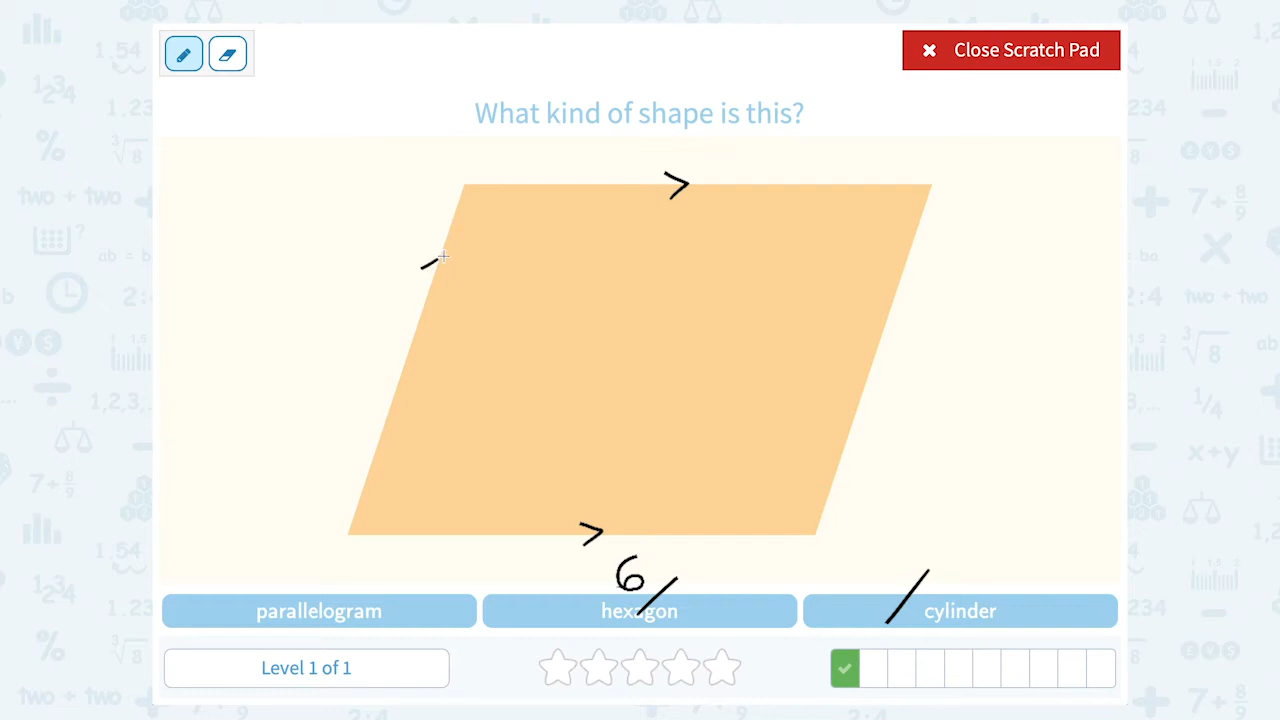 Close Scratch Pad
What kind of shape is this?
6
parallelogram hexagon cylinder
Level 1 of 1